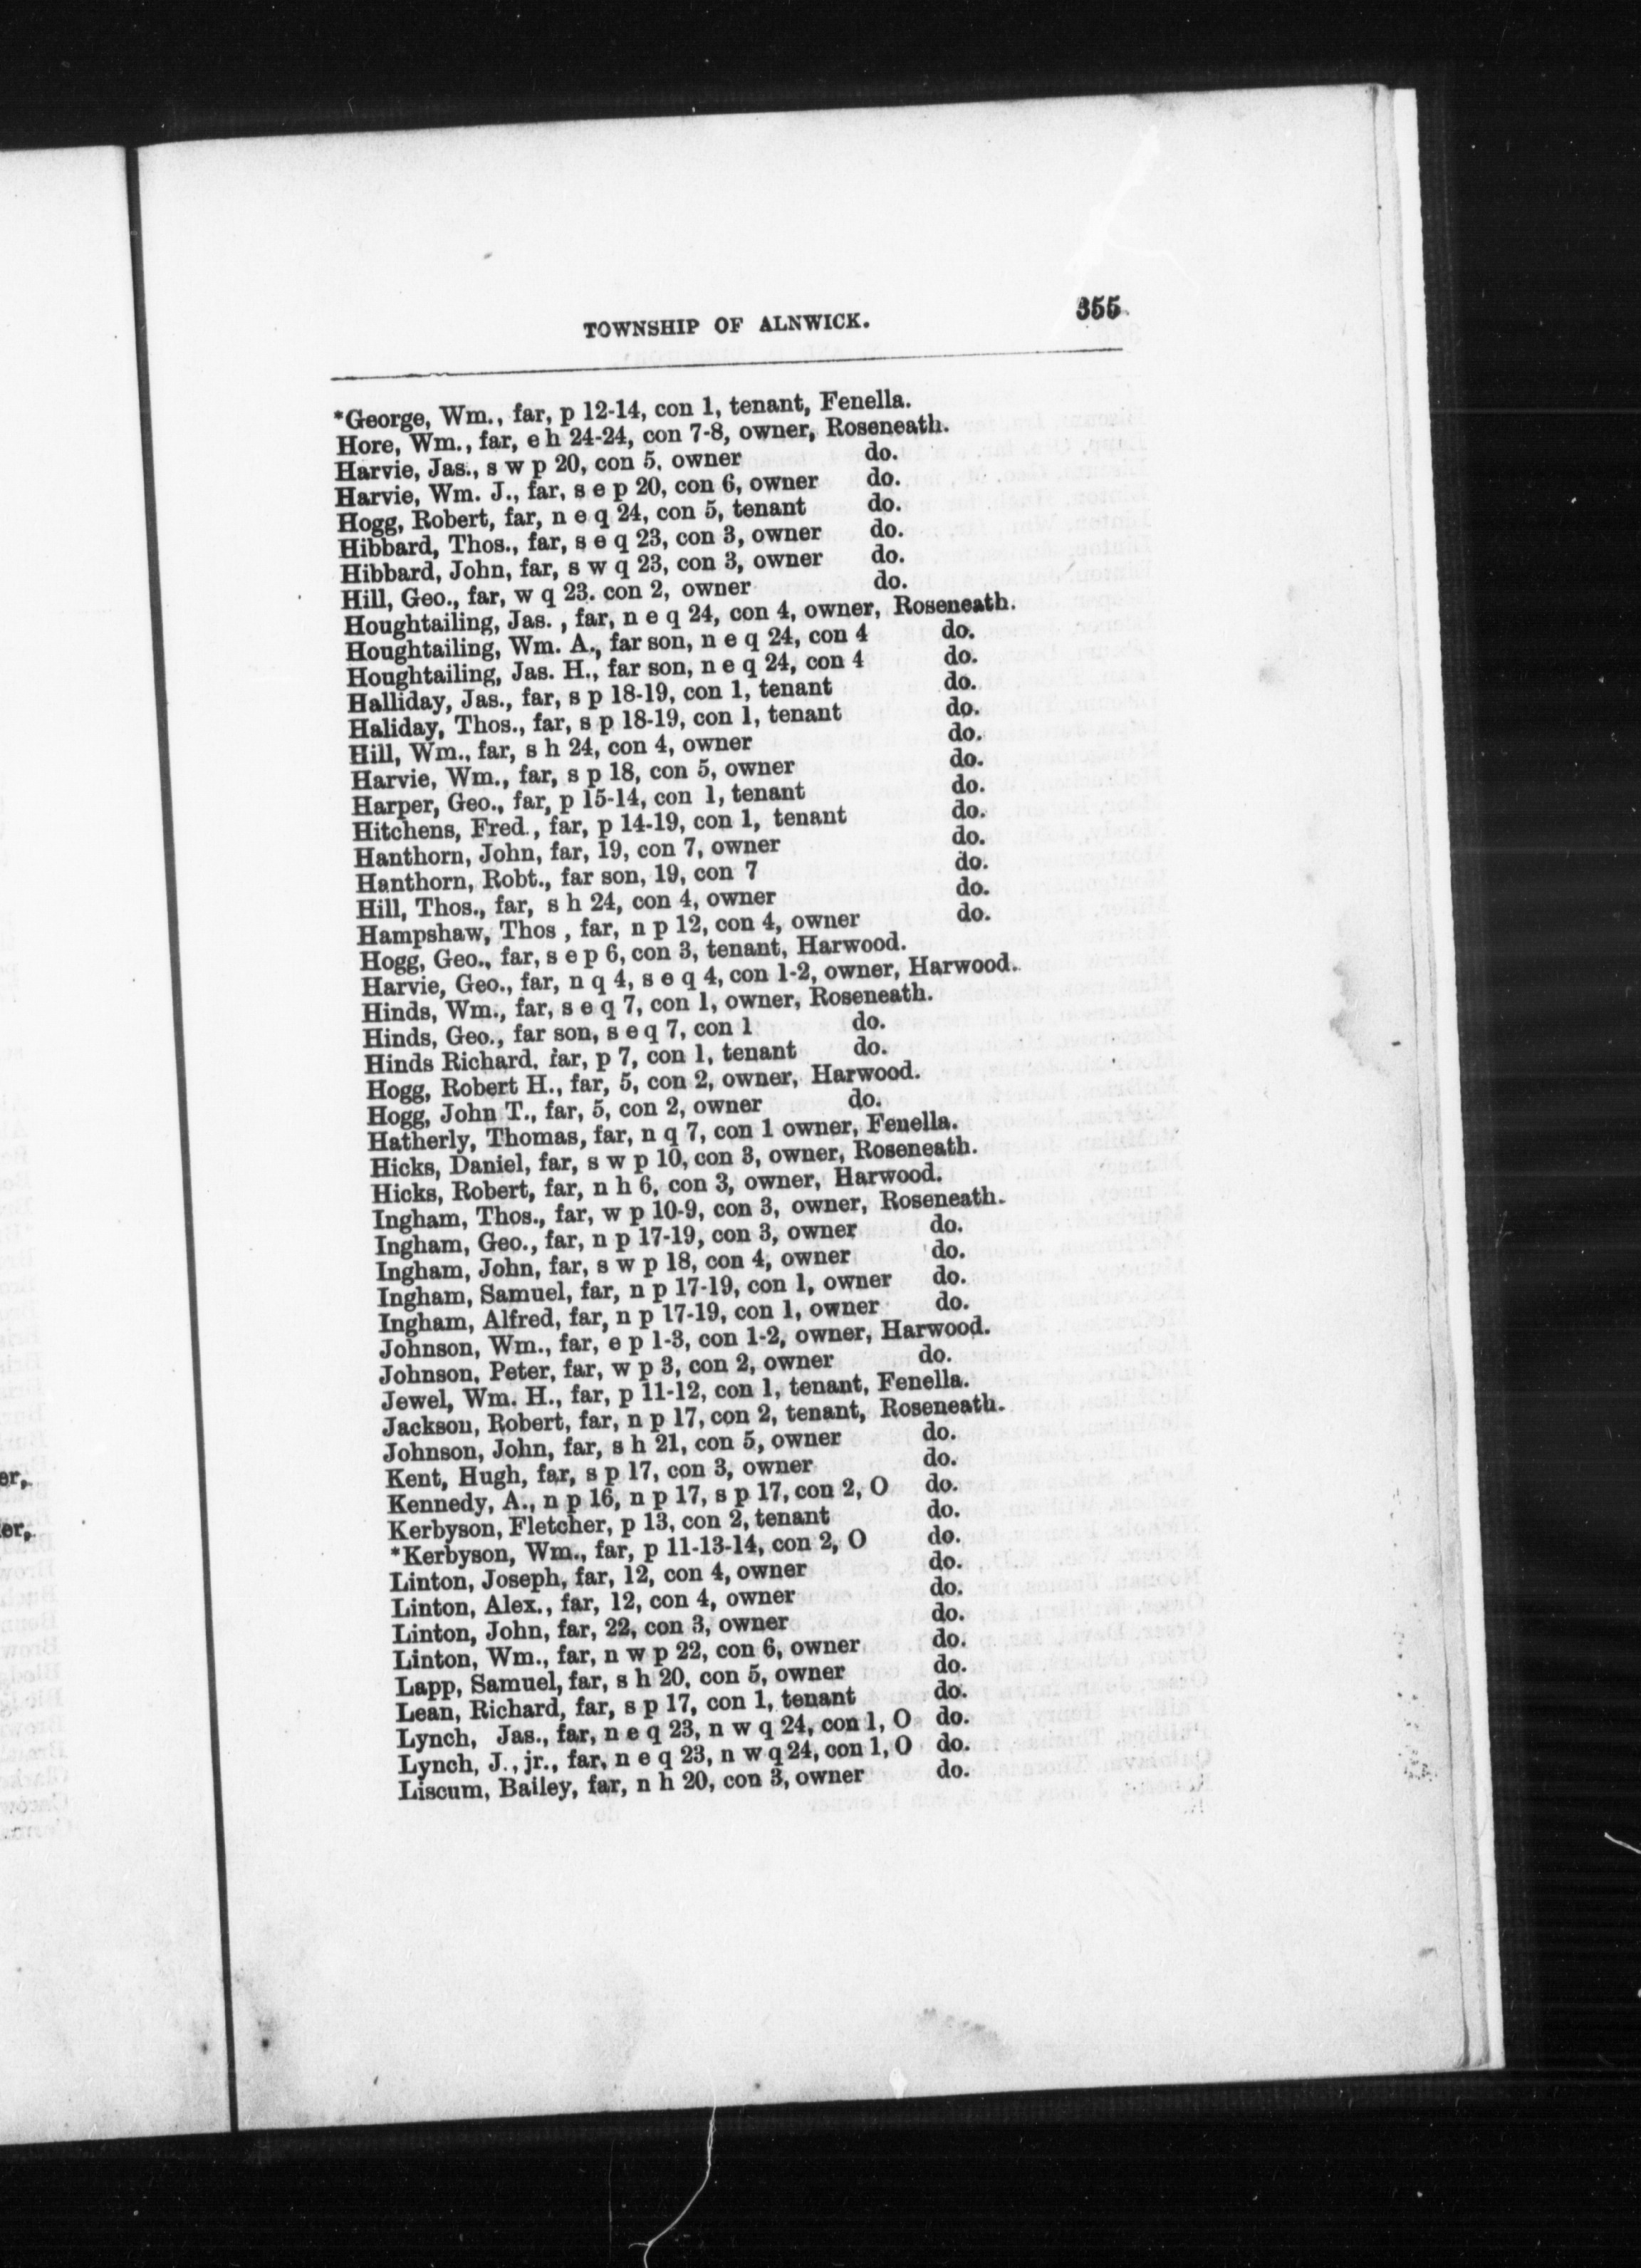 TOWNSHIP OF ALNWICK. 355
*George, Wm., far, p 12-14, con 1, tenant, Fenella.
Hore, Wm., far, e h 24-24, con 7-8, owner, Roseneath.
Harvie, Jas., s w p 20, con 5, owner do.
Harvie, Wm. J., far, s e p 20, con 6, owner do.
Hogg, Robert, far, n e q 24, con 5, tenant do.
Hibbard, Thos., far, s e q 23, con 3, owner do.
Hibbard, John, far, s w q 23, con 3, owner do.
Hill, Geo., far, w q 23. con 2, owner do.
Houghtailing, Jas. , far, n e q 24, con 4, owner, Roseneath.
Houghtailing, Wm. A., far son, n e q 24, con 4 do.
Houghtailing, Jas. H., far son, n e q 24, con 4 do.
Halliday, Jas., far, s p 18-19, con 1, tenant do.
Haliday, Thos., far, s p 18-19, con 1, tenant do.
Hill, Wm., far, s h 24, con 4, owner do.
Harvie, Wm., far, s p 18, con 5, owner do.
Harper, Geo., far, p 15-14, con 1, tenant do.
Hitchens, Fred., far, p 14-19, con 1, tenant do.
Hanthorn, John, far, 19, con 7, owner do.
Hanthorn, Robt., far son, 19, con 7 do.
Hill, Thos., far, s h 24, con 4, owner do.
Hampshaw, Thos , far, n p 12, con 4, owner do.
Hogg, Geo., far, s e p 6, con 3, tenant, Harwood.
Harvie, Geo., far, n q 4, s e q 4, con 1-2, owner, Harwood.
Hinds, Wm., far, s e q 7, con 1, owner, Roseneath.
Hinds, Geo., far son, s e q 7, con 1 do.
Hinds Richard, far, p 7, con 1, tenant do.
Hogg, Robert H., far, 5, con 2, owner, Harwood.
Hogg, John T., far, 5, con 2, owner do.
Hatherly, Thomas, far, n q 7, con 1 owner, Fenella.
Hicks, Daniel, far, s w p 10, con 3, owner, Roseneath.
Hicks, Robert, far, n h 6, con 3, owner, Harwood.
Ingham, Thos., far, w p 10-9, con 3, owner, Roseneath.
Ingham, Geo., far, n p 17-19, con 3, owner do.
Ingham, John, far, s w p 18, con 4, owner do.
Ingham, Samuel, far, n p 17-19, con 1, owner do.
Ingham, Alfred, far, n p 17-19, con 1, owner do.
Johnson, Wm., far, e p 1-3, con 1-2, owner, Harwood.
Johnson, Peter, far, w p 3, con 2, owner do.
Jewel, Wm. H., far, p 11-12, con 1, tenant, Fenella.
Jackson, Robert, far, n p 17, con 2, tenant, Roseneath.
Johnson, John, far, s h 21, con 5, owner do.
Kent, Hugh, far, s p 17, con 3, owner do.
Kennedy, A., n p 16, n p 17, s p 17, con 2, O do.
Kerbyson, Fletcher, p 13, con 2, tenant do.
*Kerbyson, Wm., far, p 11-13-14, con 2, O do.
Linton, Joseph, far, 12, con 4, owner do.
Linton, Alex., far, 12, con 4, owner do.
Linton, John, far, 22, con 3, owner do.
Linton, Wm., far, n w p 22, con 6, owner do.
Lapp, Samuel, far, s h 20, con 5, owner do.
Lean, Richard, far, s p 17, con 1, tenant do.
Lynch, Jas., far, n e q 23, n w q 24, con 1, O do.
Lynch, J., jr., far, n e q 23, n w q 24, con 1, O do.
Liscum, Bailey, far, n h 20, con 3, owner do.